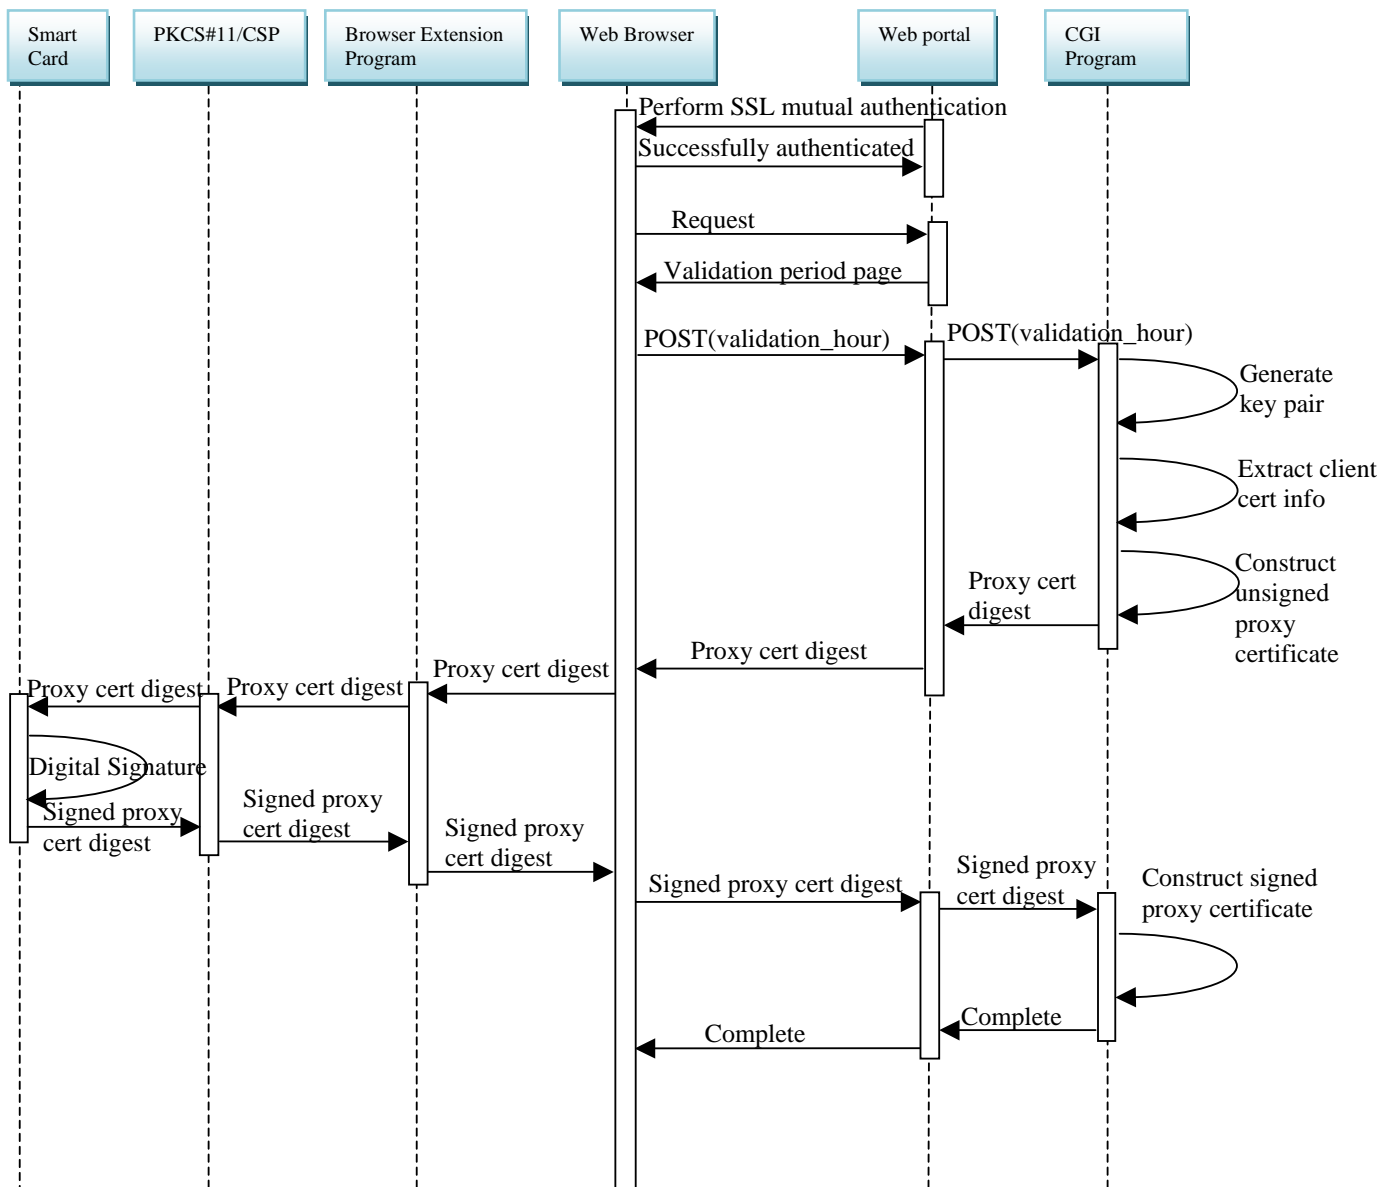 Smart
Card
PKCS#11/CSP
Browser Extension
Program
Web Browser
Web portal
CGI
Program
Perform SSL mutual authentication
Successfully authenticated
Request
Validation period page
POST(validation_hour)
POST(validation_hour)
Generate
key pair
Extract client
cert info
Construct
unsigned
proxy
certificate
Proxy cert
digest
Proxy cert digest
Proxy cert digest
Proxy cert digest
Proxy cert digest
Digital Signature
Signed proxy
cert digest
Signed proxy
cert digest
Signed proxy
cert digest
Signed proxy cert digest
Signed proxy
cert digest
Construct signed
proxy certificate
Complete
Complete